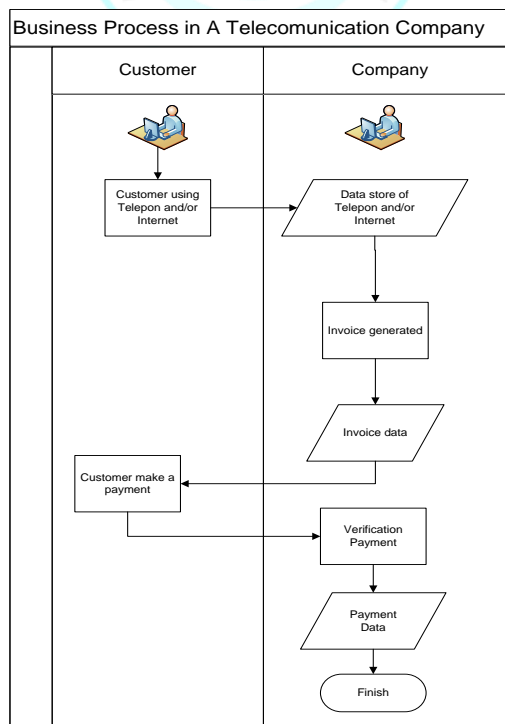 Business Process in A Telecomunication Company
Customer
Company
Customer using
Telepon and/or
Internet
Data store of
Telepon and/or
Internet
Invoice generated
Invoice data
Customer make a
payment
Verification
Payment
Payment
Data
Finish